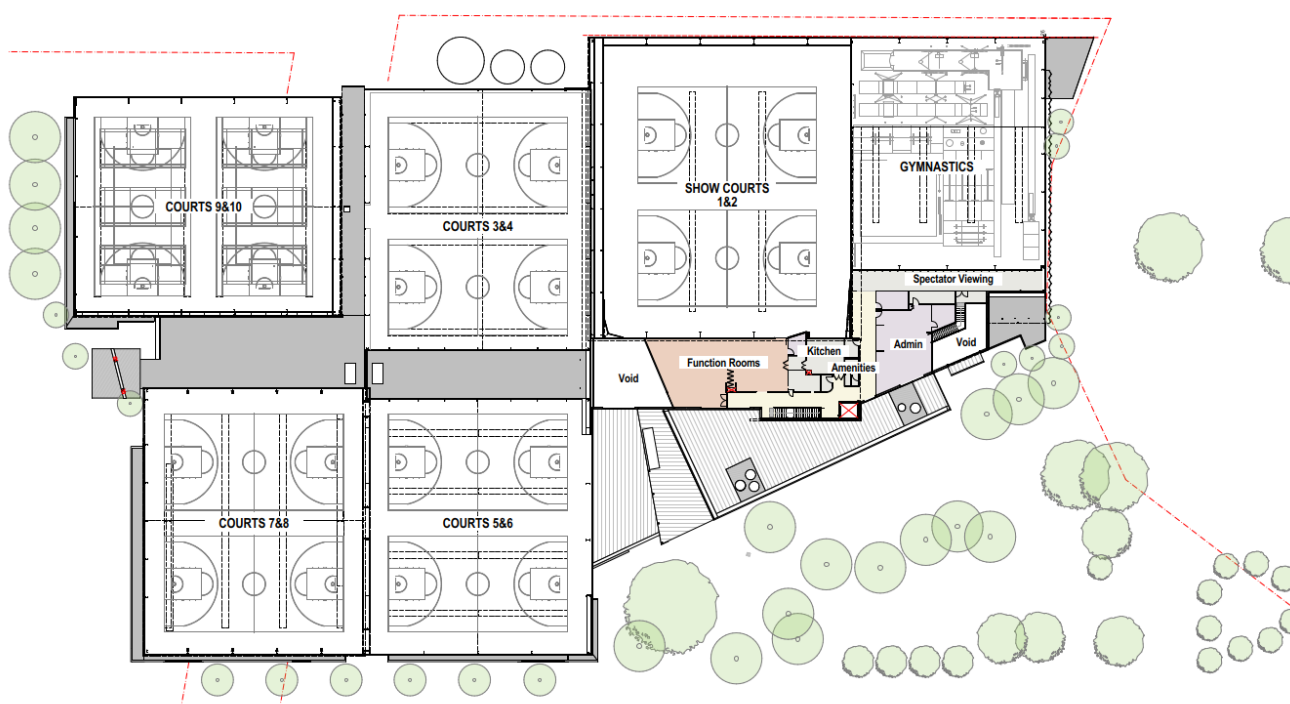 GYMNASTICS
SHOW COURTS
1&2
COURTS 9&10
COURTS 3&4
Spectator Viewing
Function Rooms
Kitchen
Admin
Void
Amenities
Void
COURTS 7&8
COURTS 5&6